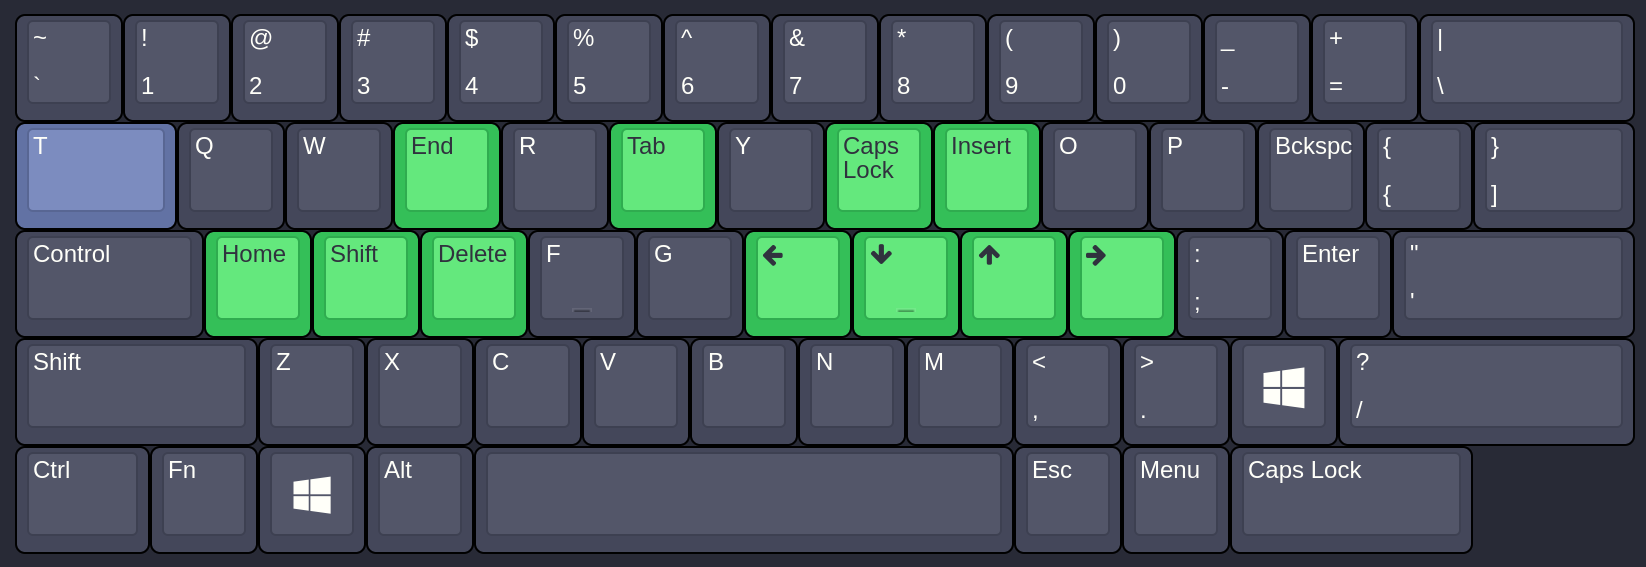 ~ ! @ # $ % ^ & * ( ) _ + |
` 1 2 3 4 5 6 7 8 9 0 - = \
T Q W End R Tab Y Caps Insert O P Bckspc { }
Lock
{ ]
Control Home Shift Delete F G ← ↓ ↑ → : Enter "
; '
Shift Z X C V B N M < > ?
, . /
Ctrl Fn Alt Esc Menu Caps Lock